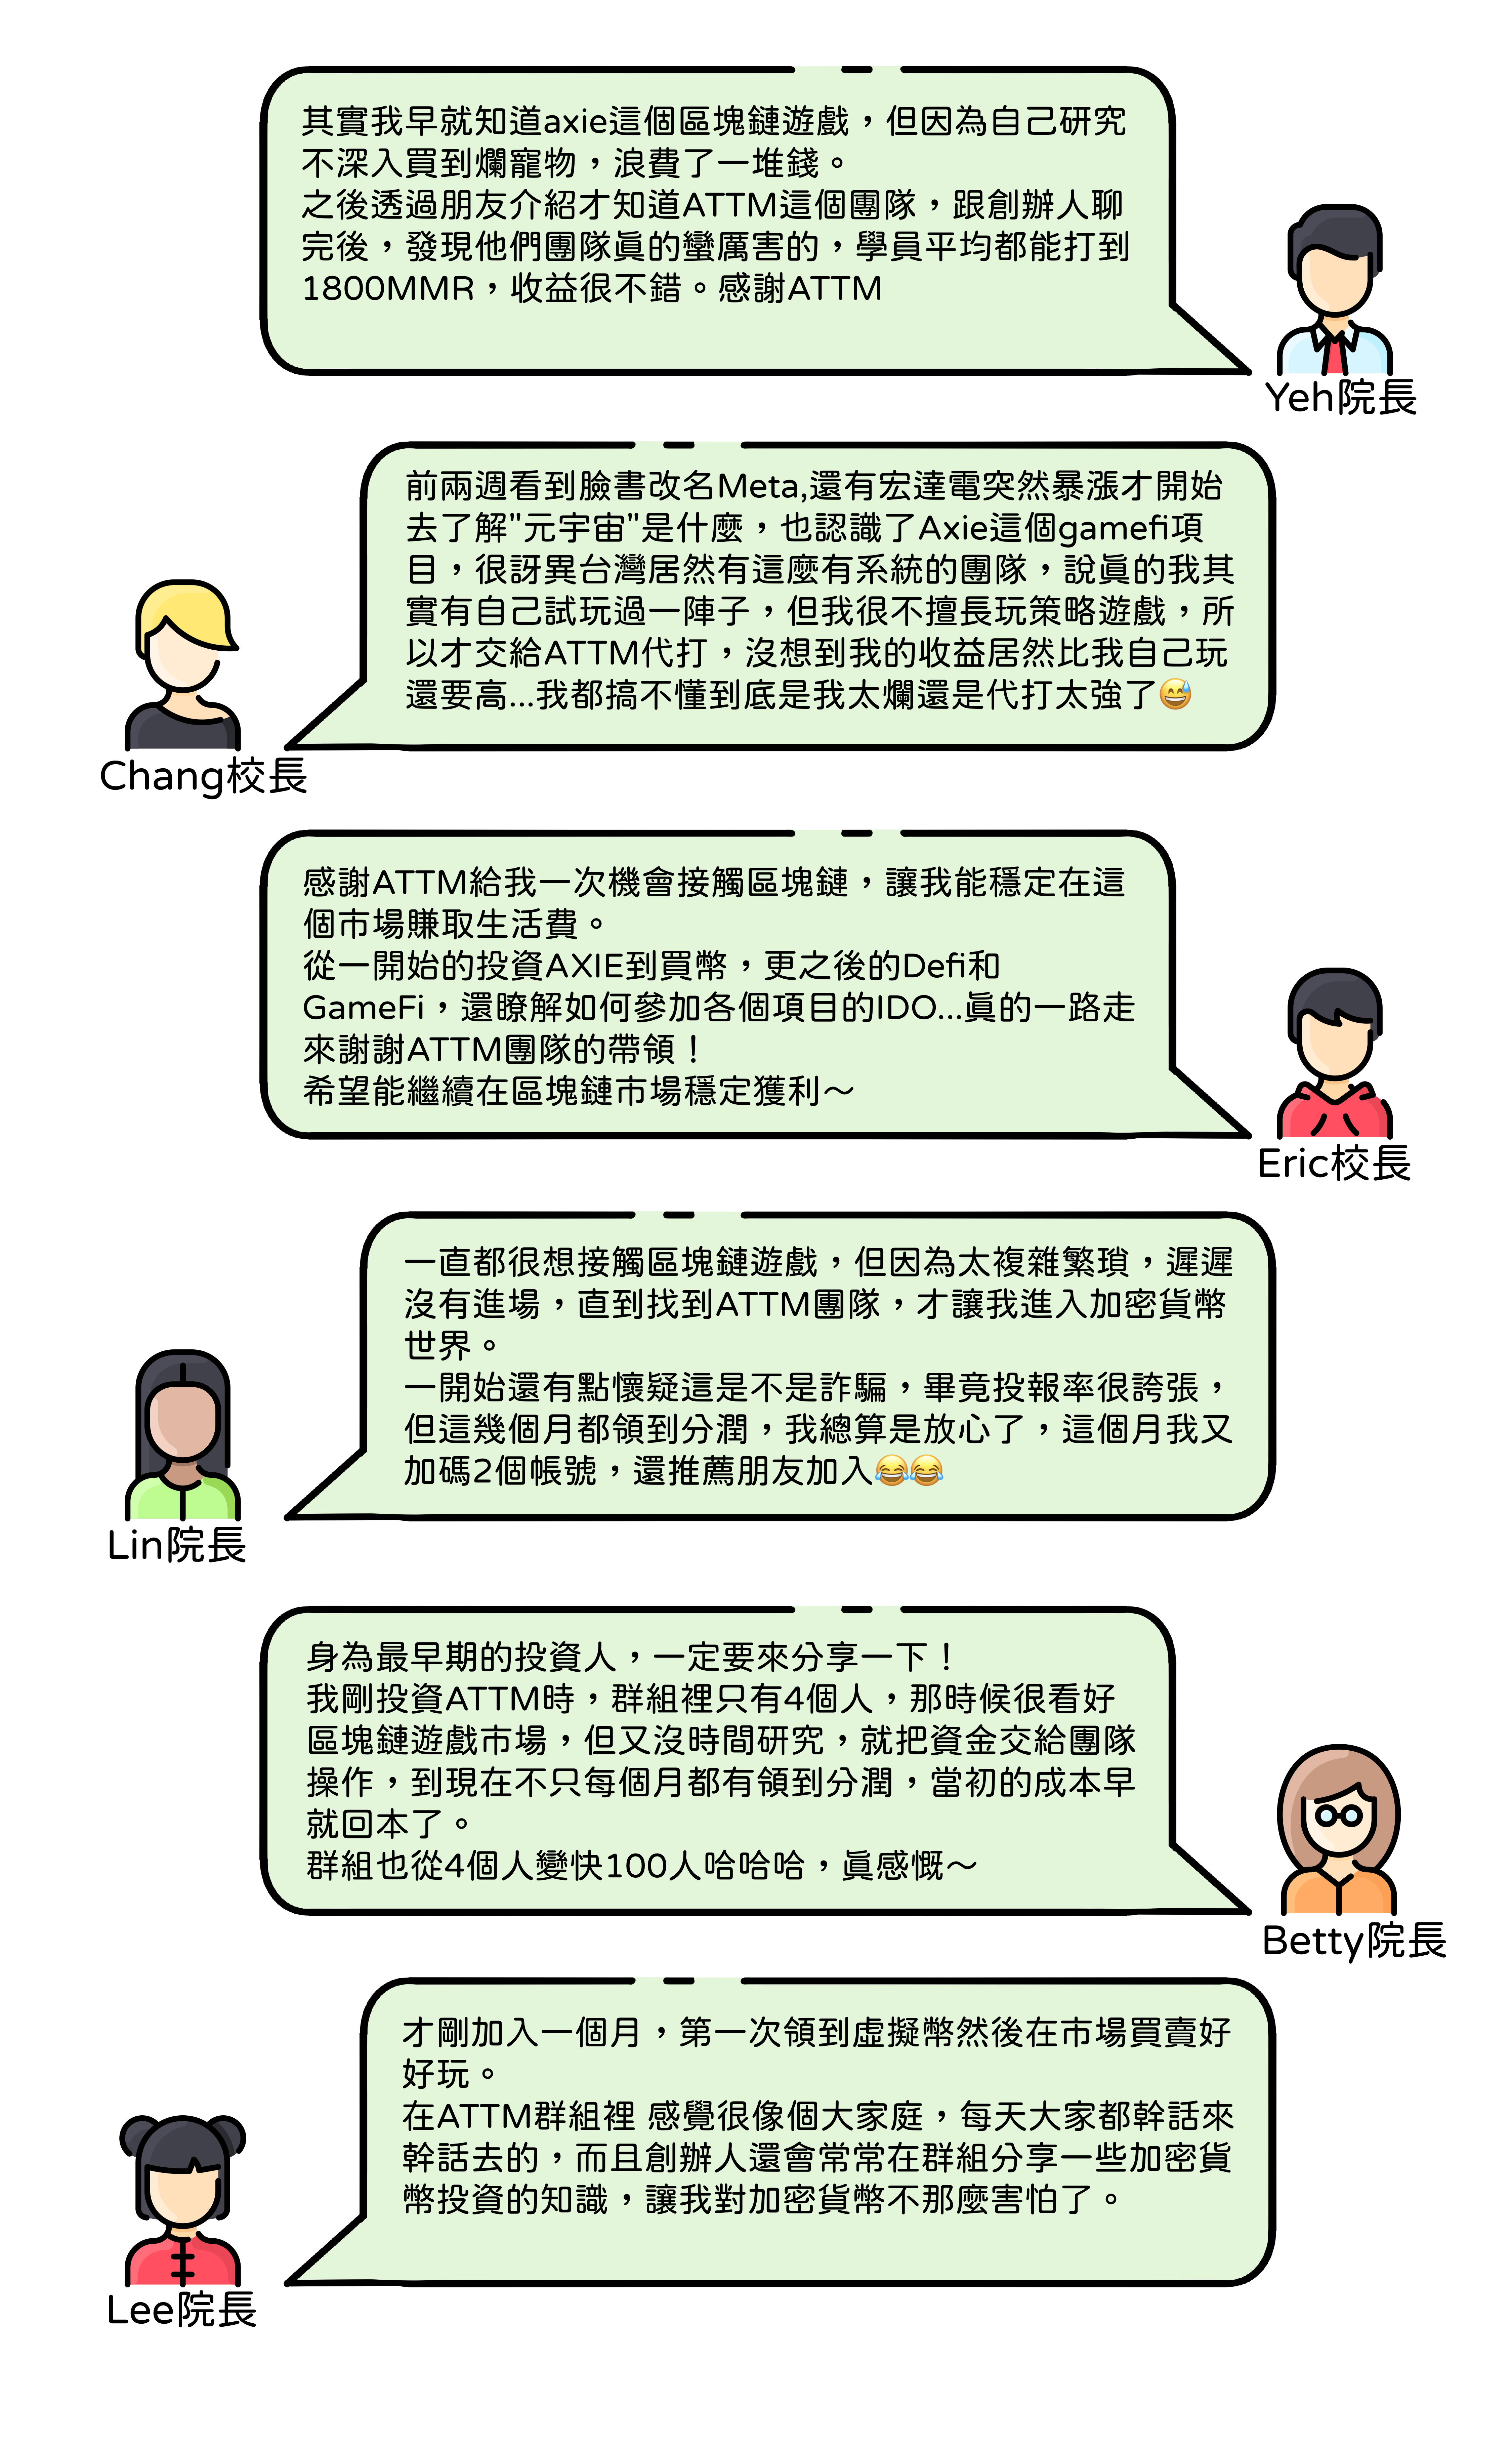 其實我早就知道axie這個區塊鏈遊戲，但因為自己研究
不深入買到爛寵物，浪費了一堆錢。
之後透過朋友介紹才知道ATTM這個團隊，跟創辦人聊
完後，發現他們團隊真的蠻厲害的，學員平均都能打到
1800MMR，收益很不錯。感謝ATTM
Yeh院長
前兩週看到臉書改名Meta,還有宏達電突然暴漲才開始
去了解"元宇宙"是什麼，也認識了Axie這個gamefi項
目，很訝異台灣居然有這麼有系統的團隊，說真的我其
實有自己試玩過一陣子，但我很不擅長玩策略遊戲，所
以才交給ATTM代打，沒想到我的收益居然比我自己玩
還要高...我都搞不懂到底是我太爛還是代打太強了😅
Chang校長
感謝ATTM給我一次機會接觸區塊鏈，讓我能穩定在這
個市場賺取生活費。
從一開始的投資AXIE到買幣，更之後的Defi和
GameFi，還瞭解如何參加各個項目的IDO...真的一路走
來謝謝ATTM團隊的帶領！
希望能繼續在區塊鏈市場穩定獲利～
Eric校長
一直都很想接觸區塊鏈遊戲，但因為太複雜繁瑣，遲遲
沒有進場，直到找到ATTM團隊，才讓我進入加密貨幣
世界。
一開始還有點懷疑這是不是詐騙，畢竟投報率很誇張，
但這幾個月都領到分潤，我總算是放心了，這個月我又
加碼2個帳號，還推薦朋友加入😂😂
Lin院長
身為最早期的投資人，一定要來分享一下！
我剛投資ATTM時，群組裡只有4個人，那時候很看好
區塊鏈遊戲市場，但又沒時間研究，就把資金交給團隊
操作，到現在不只每個月都有領到分潤，當初的成本早
就回本了。
群組也從4個人變快100人哈哈哈，真感慨～
Betty院長
才剛加入一個月，第一次領到虛擬幣然後在市場買賣好
好玩。
在ATTM群組裡 感覺很像個大家庭，每天大家都幹話來
幹話去的，而且創辦人還會常常在群組分享一些加密貨
幣投資的知識，讓我對加密貨幣不那麼害怕了。
Lee院長